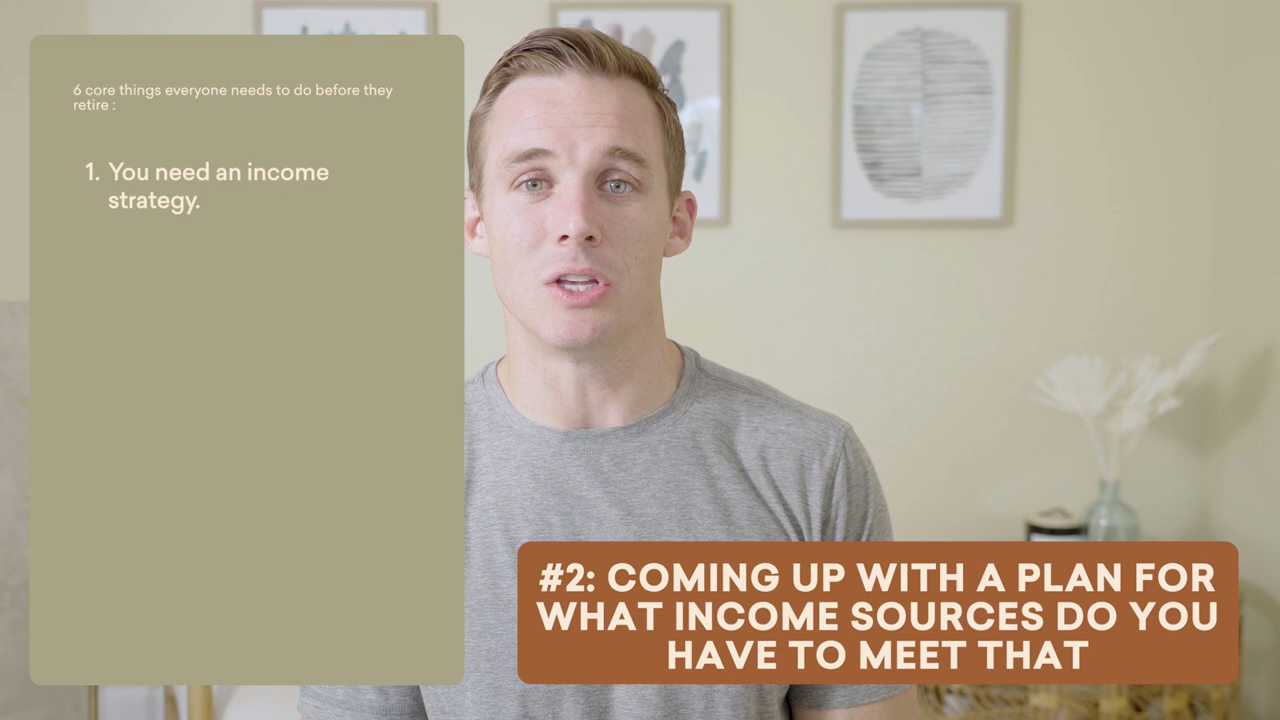 6 core things everyone needs to do before they
retire :
1. You need an income
strategy.
#2: COMING UP WITH A PLAN FOR
WHAT INCOME SOURCES DO YOU
HAVE TO MEET THAT